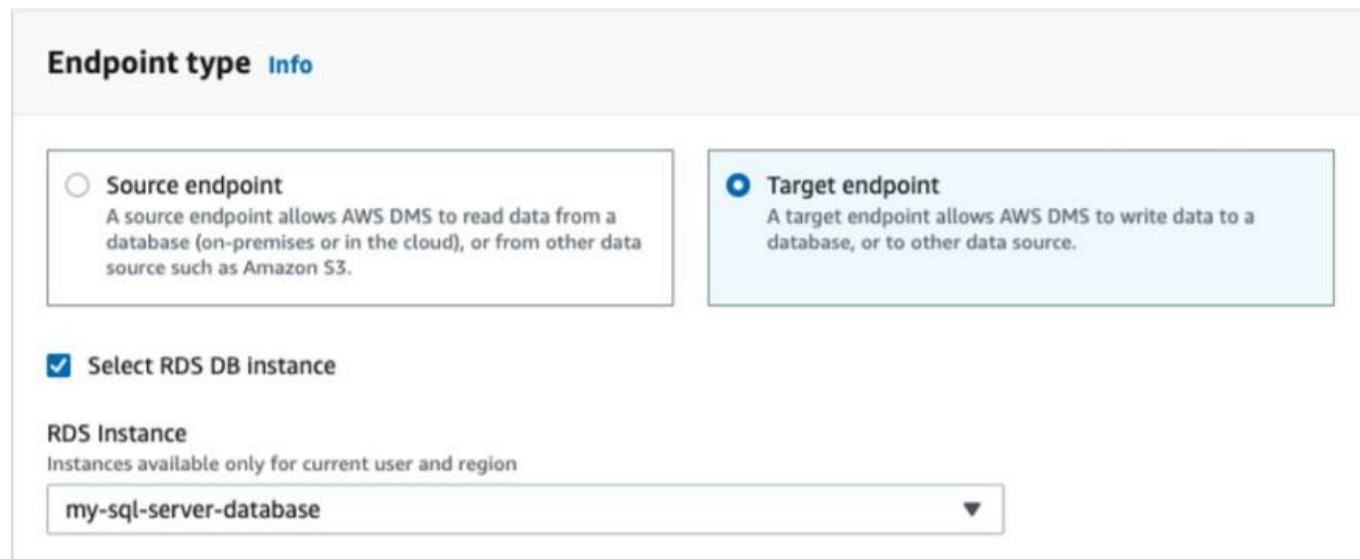 Endpoint type Info
Source endpoint
A source endpoint allows AWS DMS to read data from a
database (on-premises or in the cloud), or from other data
source such as Amazon S3.
Target endpoint
A target endpoint allows AWS DMS to write data to a
database, or to other data source.
Select RDS DB instance
RDS Instance
Instances available only for current user and region
my-sql-server-database